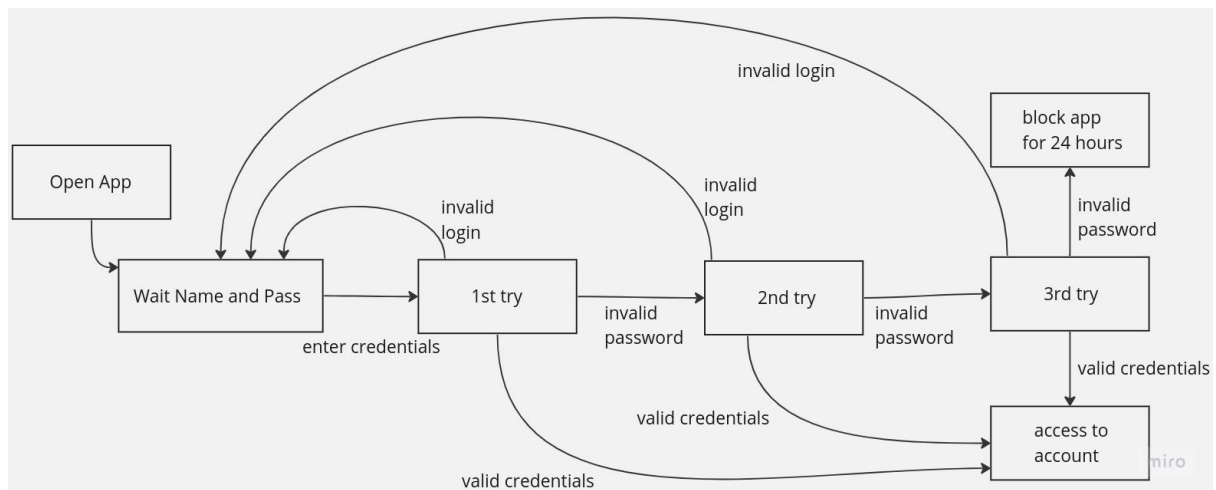 invalid login
block app
for 24 hours
Open App
invalid
login
invalid
login
invalid
password
Wait Name and Pass
1st try
2nd try
3rd try
enter credentials
invalid
password
invalid
password
valid credentials
valid credentials
access to
account
miro
valid credentials